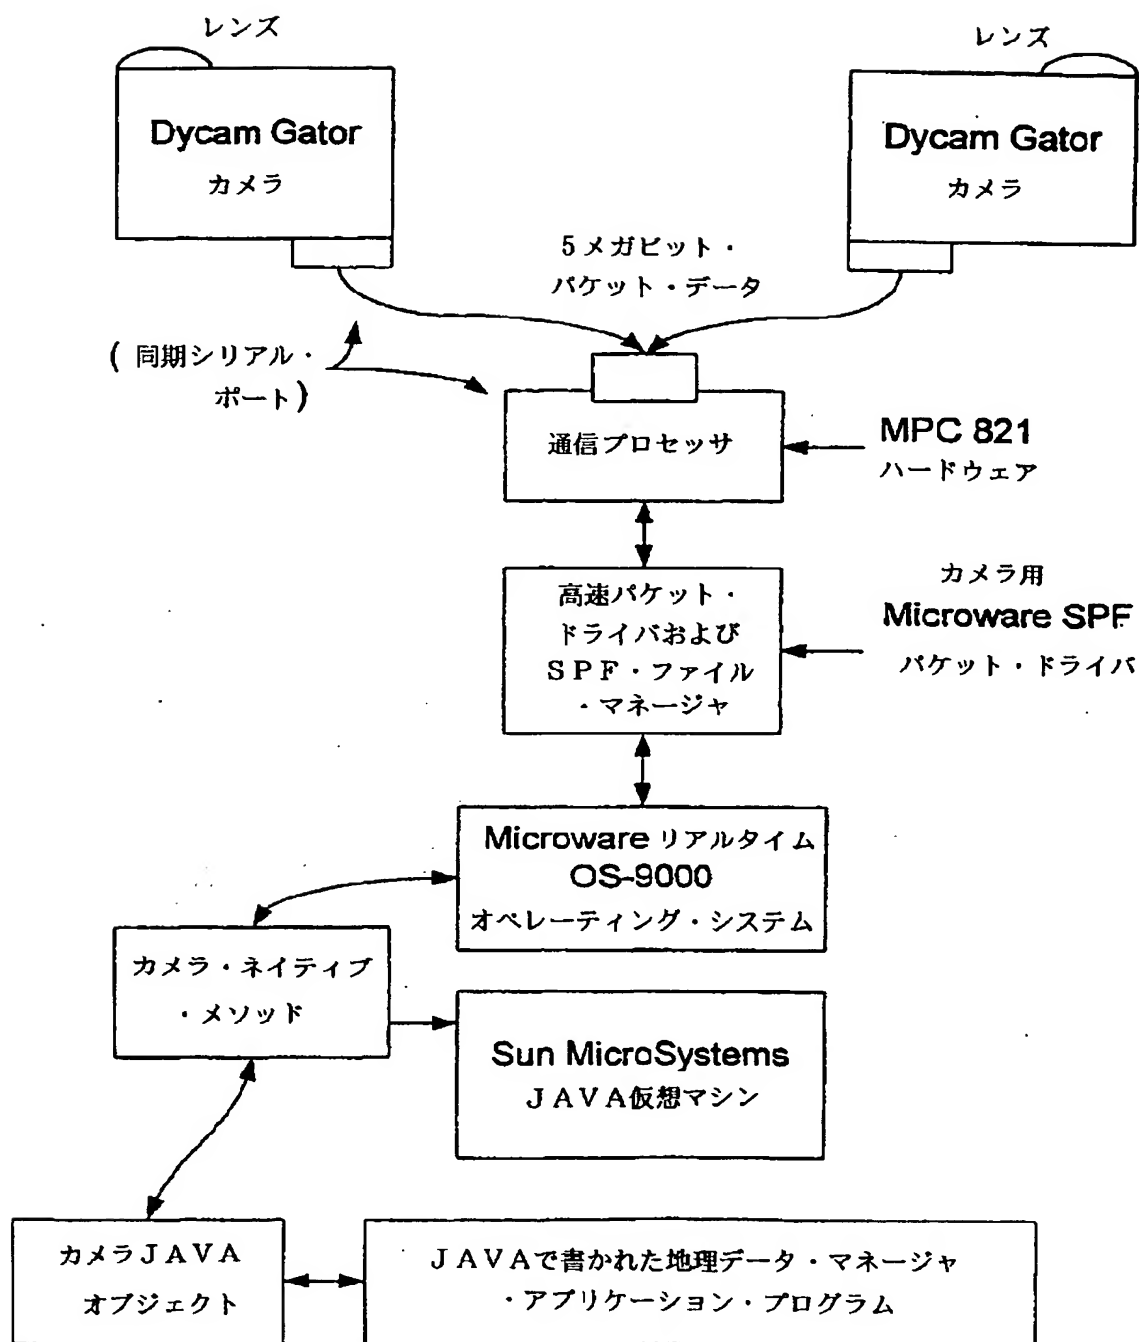 レンズ
レンズ
Dycam Gator
カメラ
Dycam Gator
カメラ
5メガビット・
パケット・データ
(同期シリアル・
ポート)
通信プロセッサ
MPC 821
ハードウェア
高速パケット・
ドライバおよび
SPF・ファイル
・マネージャ
カメラ用
Microware SPF
パケット・ドライバ
Microware リアルタイム
OS-9000
オペレーティング・システム
カメラ・ネイティブ
・メソッド
Sun MicroSystems
JAVA仮想マシン
カメラJAVA
オブジェクト
JAVAで書かれた地理データ・マネージャ
・アプリケーション・プログラム